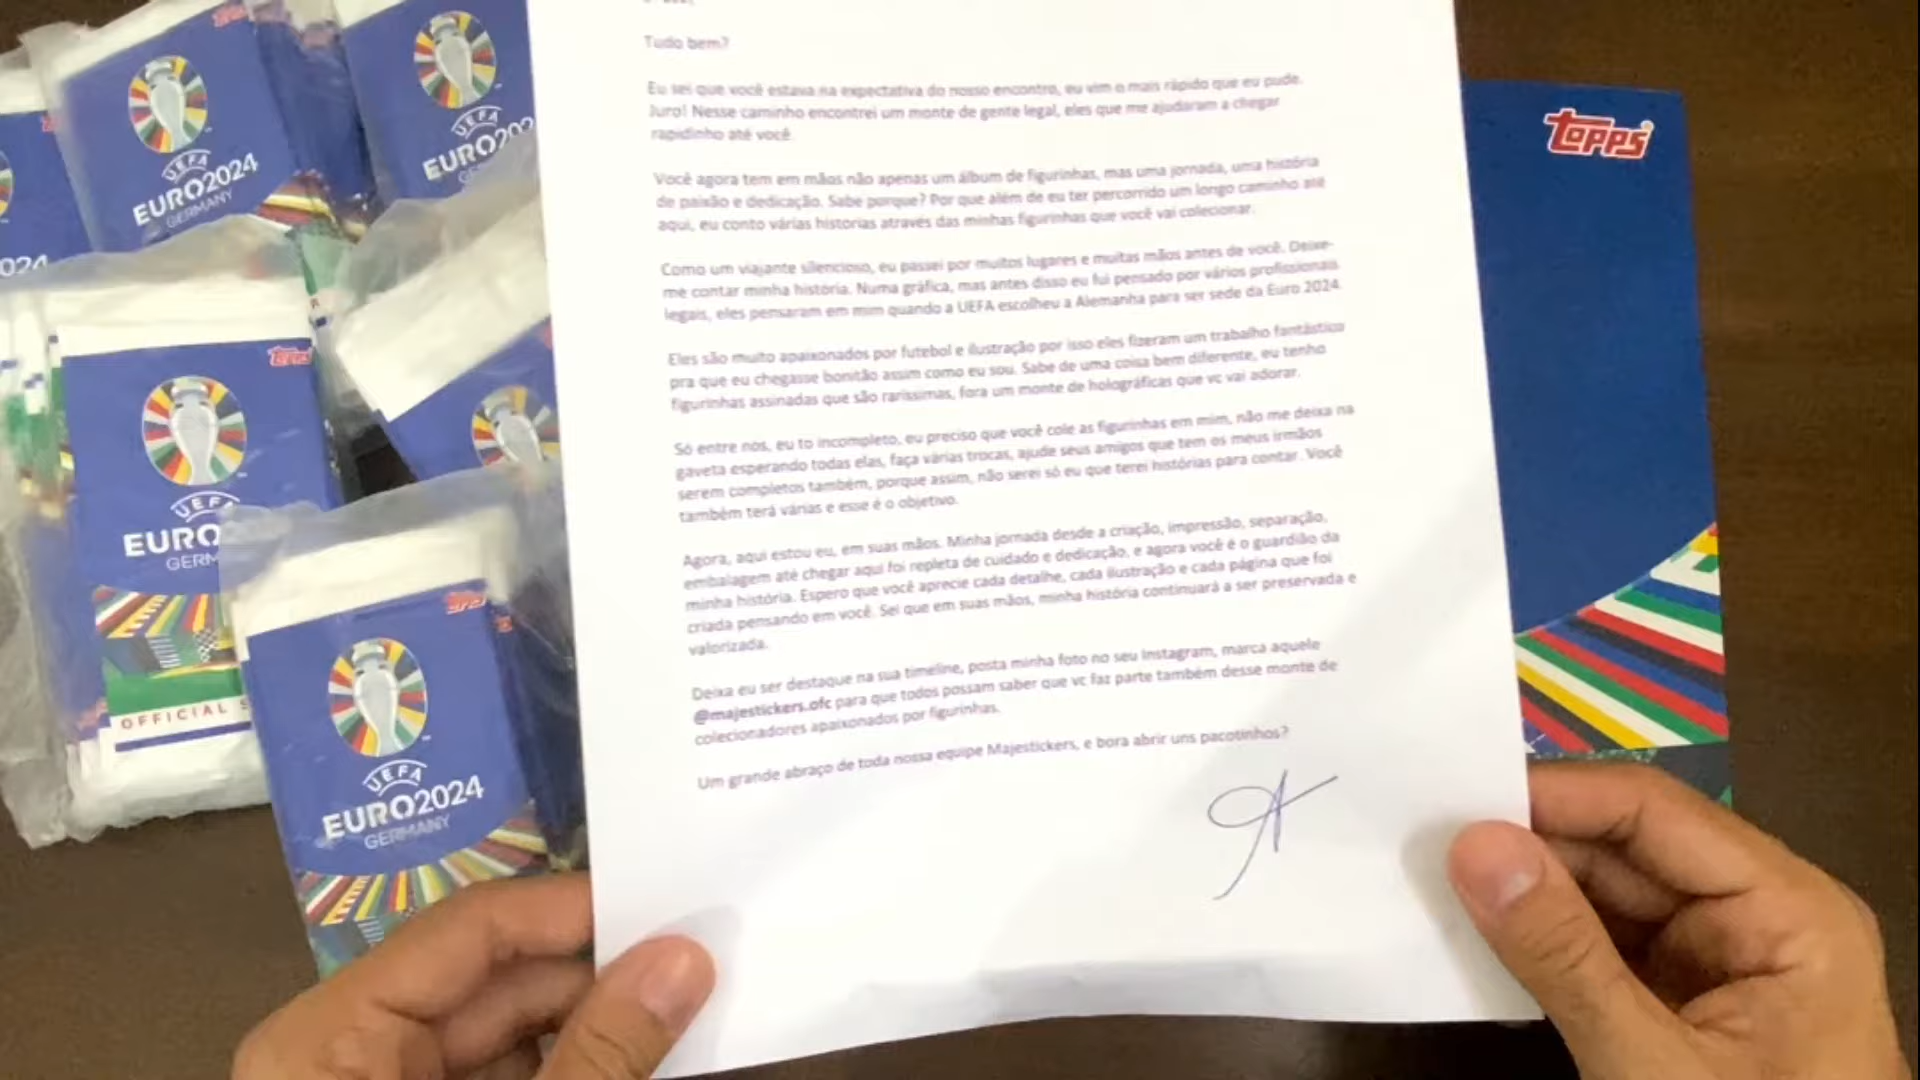 Tudo bem?
Eu sei que você estava na expectativa do nosso encontro, eu vim o mais rápido que eu pude.
Juro! Nesse caminho encontrei um monte de gente legal, eles que me ajudaram a chegar
rapidinho até você.
Você agora tem em mãos não apenas um álbum de figurinhas, mas uma jornada, uma história
de paixão e dedicação. Sabe porque? Por que além de eu ter percorrido um longo caminho até
aqui, eu conto várias historias através das minhas figurinhas que você vai colecionar.
Como um viajante silencioso, eu passei por muitos lugares e muitas mãos antes de você. Deixe-
me contar minha história. Numa gráfica, mas antes disso eu fui pensado por vários profissionais
legais, eles pensaram em mim quando a UEFA escolheu a Alemanha para ser sede da Euro 2024.
Eles são muito apaixonados por futebol e ilustração por isso eles fizeram um trabalho fantástico
pra que eu chegasse bonitão assim como eu sou. Sabe de uma coisa bem diferente, eu tenho
figurinhas assinadas que são raríssimas, fora um monte de holográficas que vc vai adorar.
Só entre nós, eu to incompleto, eu preciso que você cole as figurinhas em mim, não me deixa na
gaveta esperando todas elas, faça várias trocas, ajude seus amigos que tem os meus irmãos
serem completos também, porque assim, não serei só eu que terei histórias para contar. Você
também terá várias e esse é o objetivo.
Agora, aqui estou eu, em suas mãos. Minha jornada desde a criação, impressão, separação,
embalagem até chegar aqui foi repleta de cuidado e dedicação, e agora você é o guardião da
minha história. Espero que você aprecie cada detalhe, cada ilustração e cada página que foi
criada pensando em você. Sei que em suas mãos, minha história continuará a ser preservada e
valorizada.
Deixa eu ser destaque na sua timeline, posta minha foto no seu Instagram, marca aquele
@majestickers.ofc para que todos possam saber que vc faz parte também desse monte de
colecionadores apaixonados por figurinhas.
Um grande abraço de toda nossa equipe Majestickers, e bora abrir uns pacotinhos?
Topps
Topps
UEFA
EURO2024
GERMANY
UEFA
EURO202
024
Topps
UEFA
EURO
GERM
OFFICIAL S
Topps
UEFA
EURO2024
GERMANY